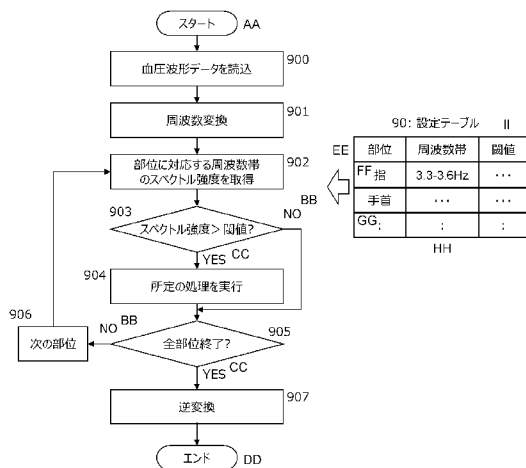 スタート AA
血圧波形データを読込 900
周波数変換 901
部位に対応する周波数帯
のスペクトル強度を取得
902
903
スペクトル強度＞閾値?
NO BB
YES CC
904
所定の処理を実行
906
次の部位
NO BB
全部位終了?
905
YES CC
逆変換 907
エンド DD
90: 設定テーブル II
EE 部位 周波数帯 閾値
FF 指 3.3-3.6Hz ･･･
手首 ･･･ ･･･
GG : : :
HH